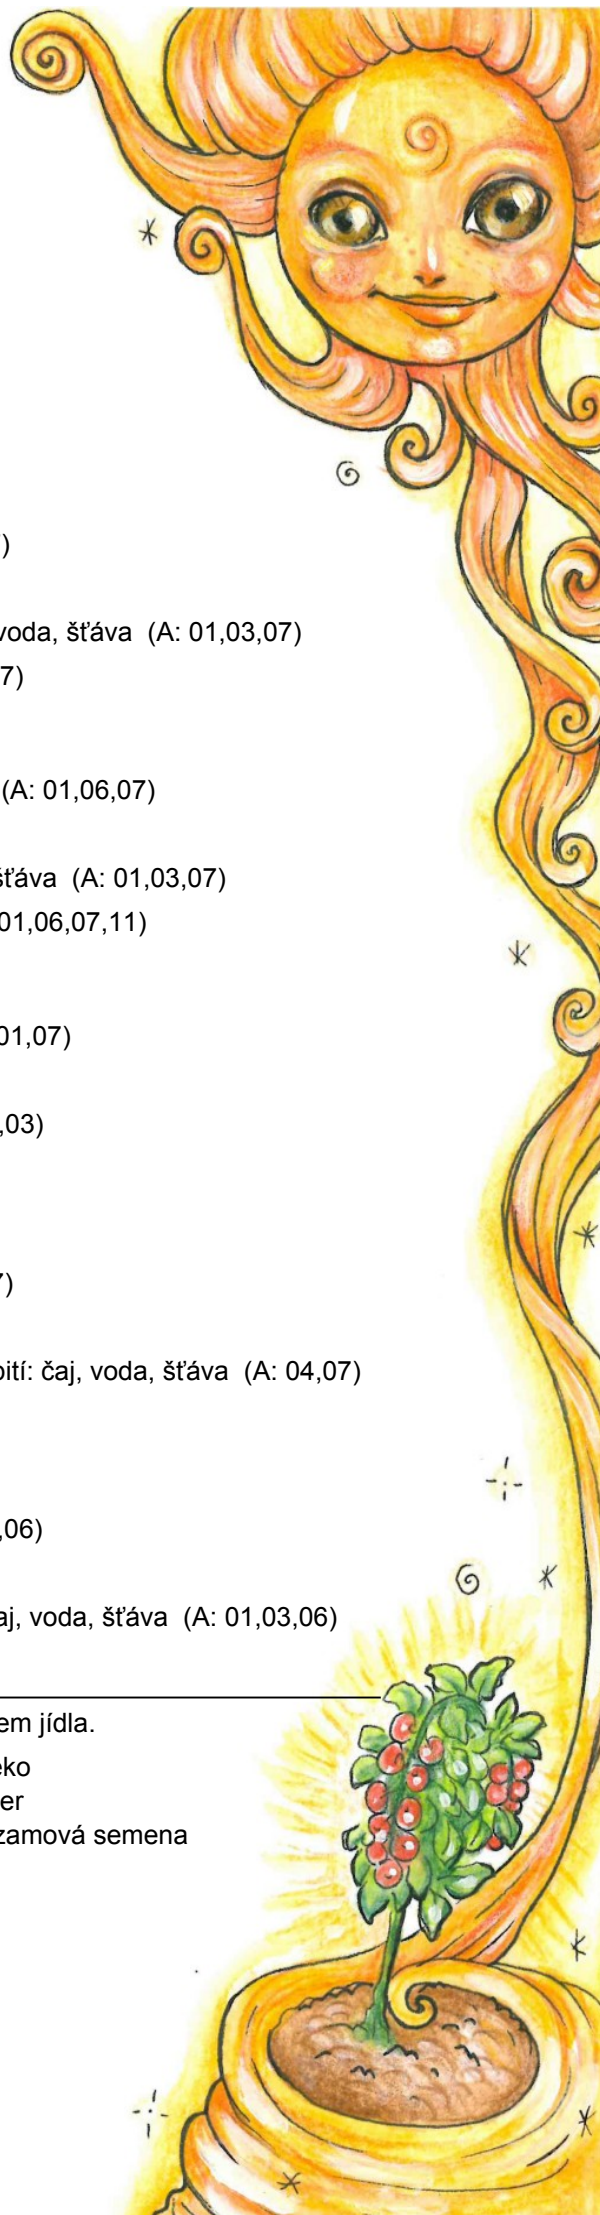 )
voda, šťáva (A: 01,03,07)
7)
(A: 01,06,07)
šťáva (A: 01,03,07)
01,06,07,11)
01,07)
,03)
7)
pití: čaj, voda, šťáva (A: 04,07)
,06)
aj, voda, šťáva (A: 01,03,06)
em jídla.
éko
er
zamová semena